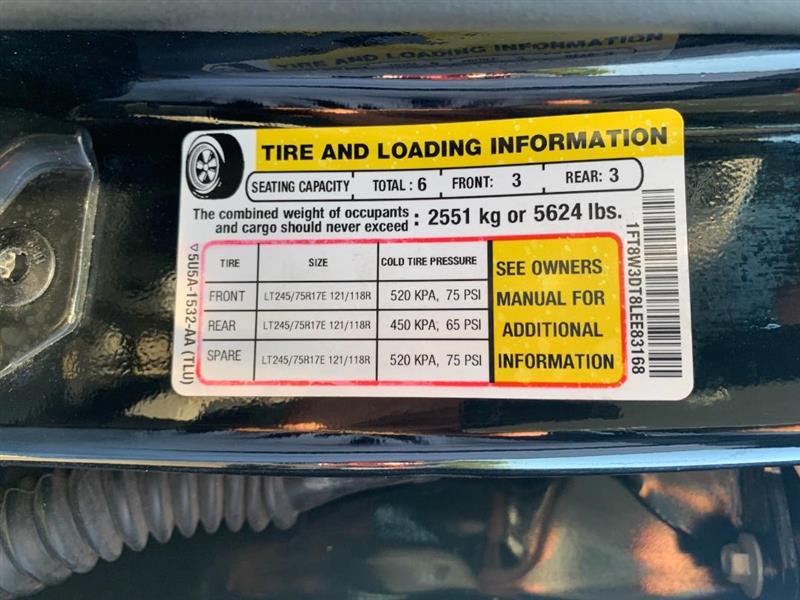 TIRE AND LOADING INFORMATION
SEATING CAPACITY TOTAL : 6 FRONT: 3 REAR: 3
The combined weight of occupants and cargo should never exceed : 2551 kg or 5624 lbs.
TIRE SIZE COLD TIRE PRESSURE
FRONT LT245/75R17E 121/118R 520 KPA, 75 PSI
REAR LT245/75R17E 121/118R 450 KPA, 65 PSI
SPARE LT245/75R17E 121/118R 520 KPA, 75 PSI
SEE OWNERS
MANUAL FOR
ADDITIONAL
INFORMATION
5U5A-1532-AA (TLU)
1FT8W3DT8LEE83168
TIRE AND LOADING INFORMATION